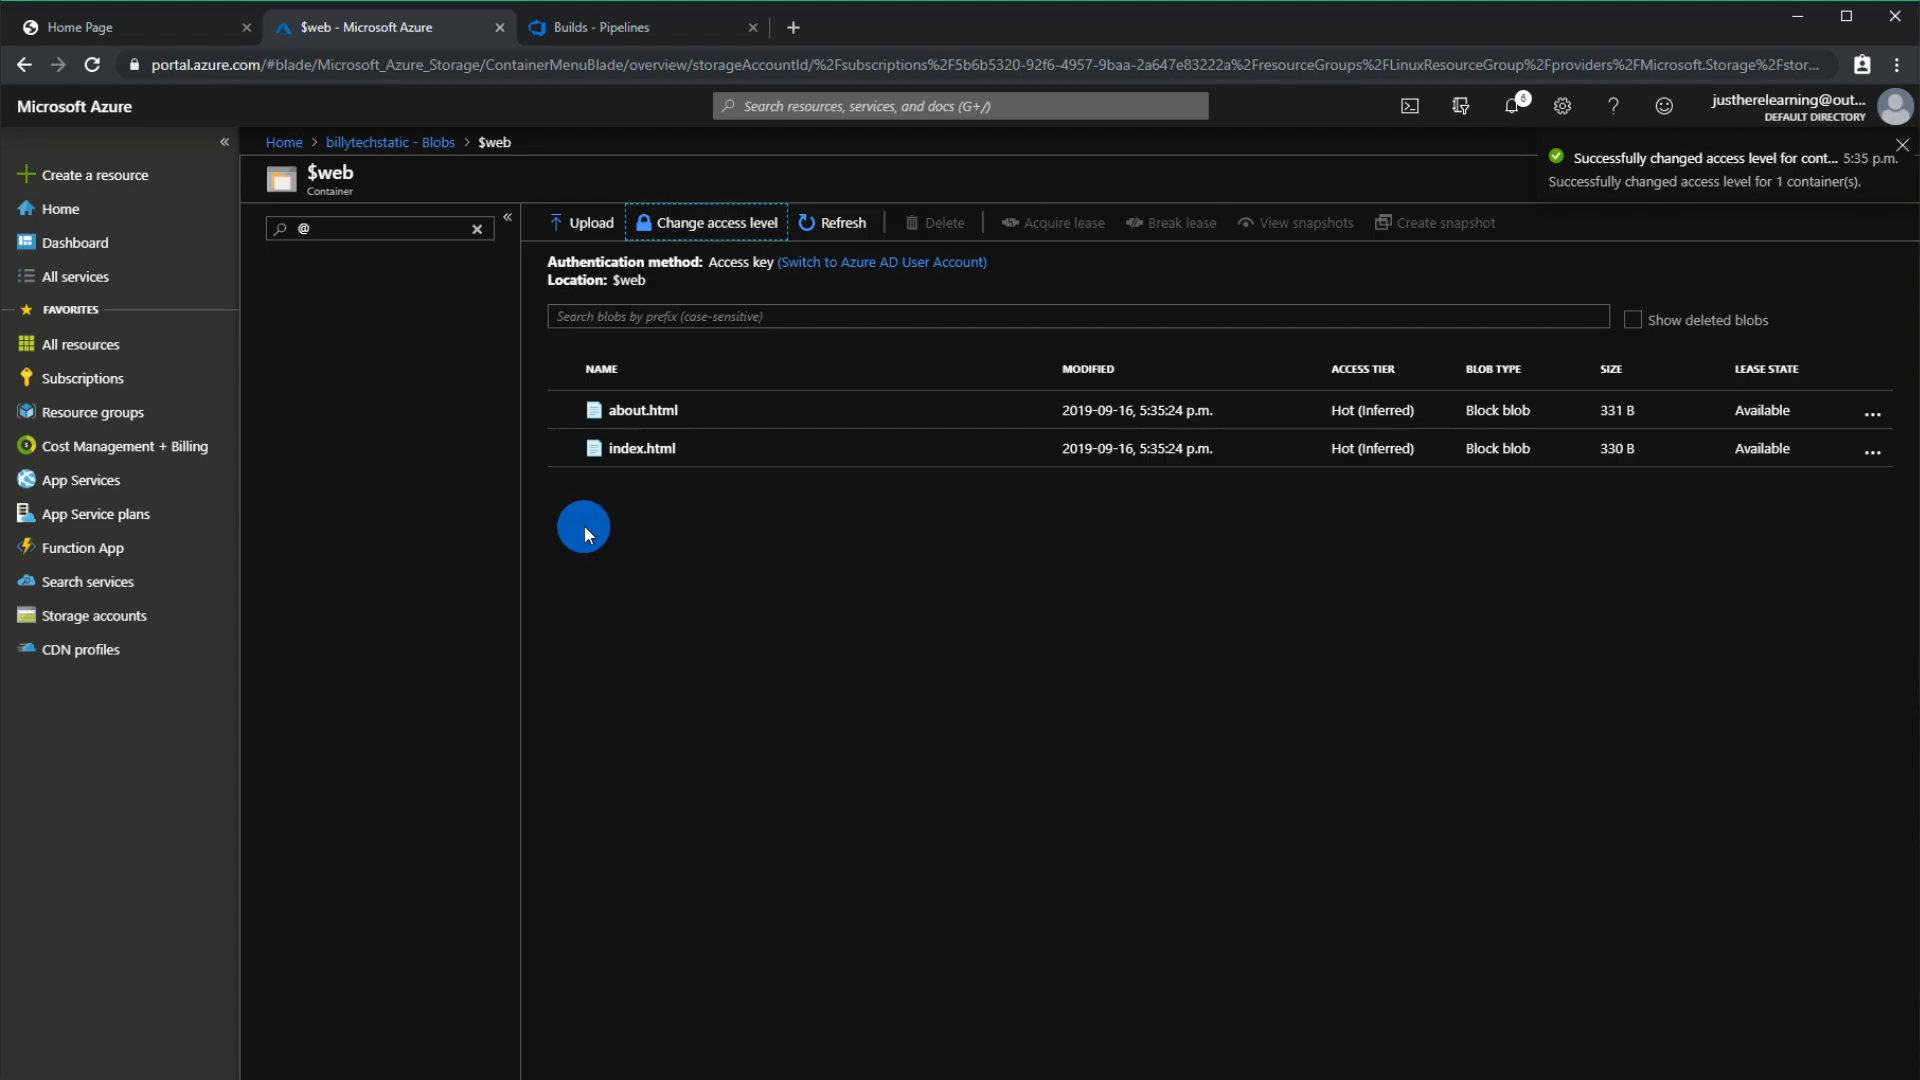 Home Page
$web - Microsoft Azure
Builds - Pipelines
portal.azure.com/#blade/Microsoft_Azure_Storage/ContainerMenuBlade/overview/storageAccountId/%2Fsubscriptions%2F5b6b5320-92f6-4957-9baa-2a647e83222a%2FresourceGroups%2FLinuxResourceGroup%2Fproviders%2FMicrosoft.Storage%2Fstor...
Microsoft Azure
Search resources, services, and docs (G+/)
6
justherelearning@out...
DEFAULT DIRECTORY
Home > billytechstatic - Blobs > $web
$web
Container
Successfully changed access level for cont... 5:35 p.m.
Successfully changed access level for 1 container(s).
Create a resource
Home
Dashboard
All services
FAVORITES
All resources
Subscriptions
Resource groups
Cost Management + Billing
App Services
App Service plans
Function App
Search services
Storage accounts
CDN profiles
@
Upload Change access level Refresh Delete Acquire lease Break lease View snapshots Create snapshot
Authentication method: Access key (Switch to Azure AD User Account)
Location: $web
Search blobs by prefix (case-sensitive)
Show deleted blobs
NAME MODIFIED ACCESS TIER BLOB TYPE SIZE LEASE STATE
about.html 2019-09-16, 5:35:24 p.m. Hot (Inferred) Block blob 331 B Available ...
index.html 2019-09-16, 5:35:24 p.m. Hot (Inferred) Block blob 330 B Available ...